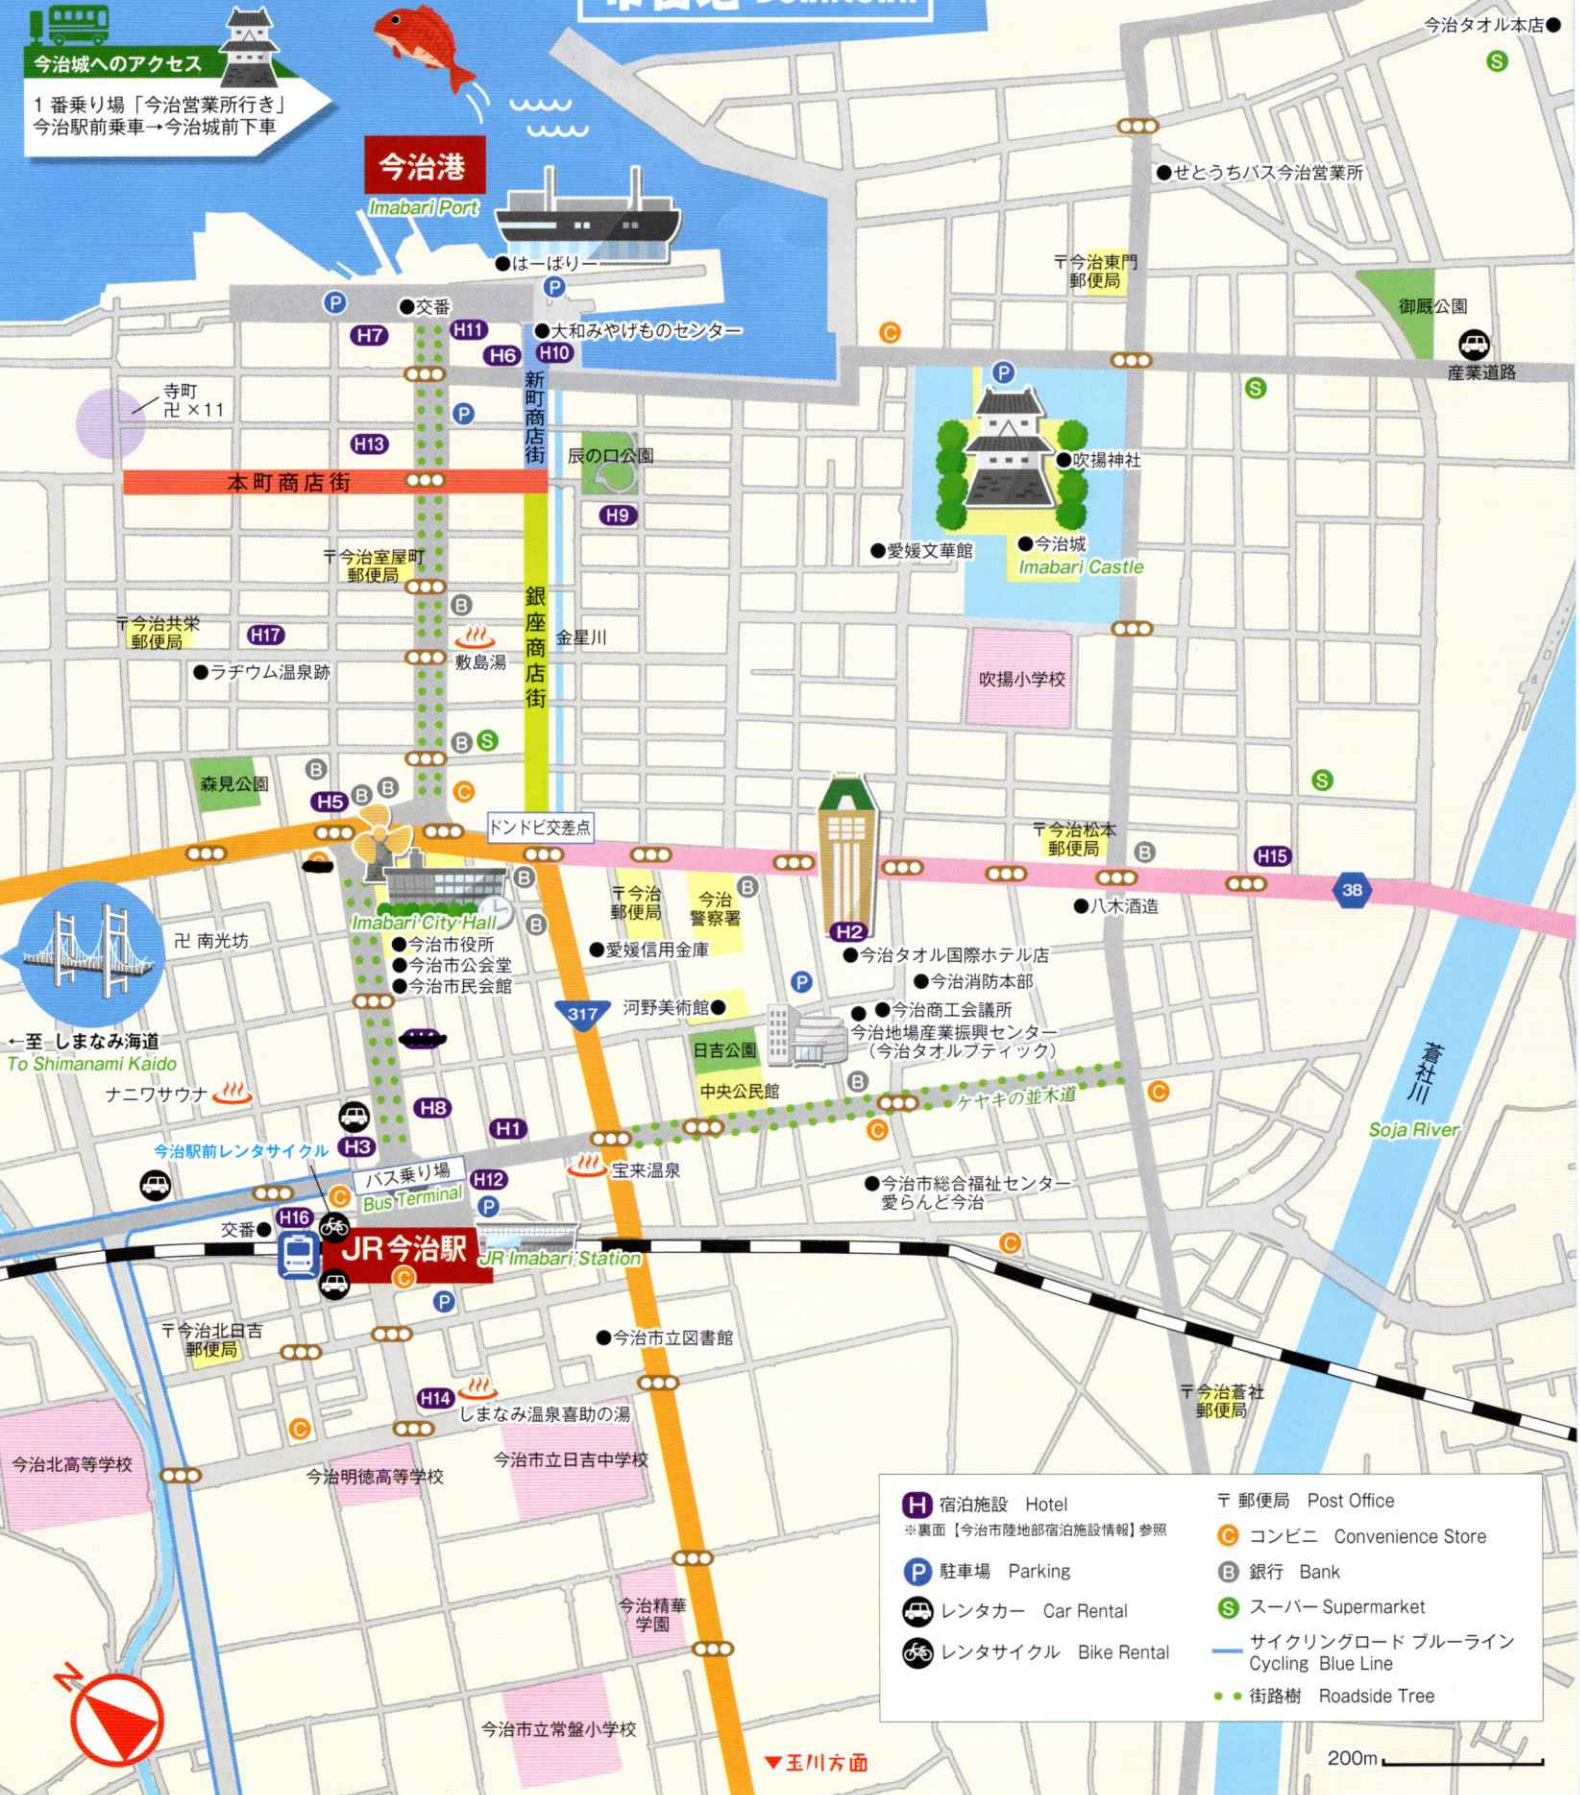 今治城へのアクセス
1番乗り場「今治営業所行き」
今治駅前乗車→今治城前下車
今治港
Imabari Port
今治タオル本店
S
せとうちバス今治営業所
はーばりー
P
P
交番
H7
H11
大和みやげものセンター
H6
H10
〒今治東門
郵便局
御厩公園
C
産業道路
P
S
寺町
卍×11
P
新町商店街
H13
辰の口公園
吹揚神社
本町商店街
H9
愛媛文華館
今治城
Imabari Castle
〒今治室屋町
郵便局
B
銀座商店街
〒今治共栄
郵便局
H17
金星川
敷島湯
ラヂウム温泉跡
吹揚小学校
B
S
森見公園
B
B
B
H5
C
S
ドンドビ交差点
〒今治松本
郵便局
B
H15
38
B
B
〒今治
郵便局
今治
警察署
B
八木酒造
Imabari City Hall
H2
卍 南光坊
今治市役所
今治市公会堂
今治市民会館
愛媛信用金庫
今治タオル国際ホテル店
P
今治消防本部
317
河野美術館
今治商工会議所
今治地場産業振興センター
(今治タオルブティック)
←至 しまなみ海道
To Shimanami Kaido
日吉公園
中央公民館
B
ケヤキの並木道
C
蒼社川
Soja River
ナニワサウナ
H8
H1
C
H3
今治駅前レンタサイクル
バス乗り場
Bus Terminal
H12
宝来温泉
C
P
今治市総合福祉センター
愛らんど今治
交番
H16
JR今治駅
JR Imabari Station
C
C
P
〒今治北日吉
郵便局
今治市立図書館
H14
しまなみ温泉喜助の湯
C
〒今治蒼社
郵便局
今治北高等学校
今治明徳高等学校
今治市立日吉中学校
今治精華
学園
今治市立常盤小学校
N
▼玉川方面
H 宿泊施設 Hotel
※裏面【今治市陸地部宿泊施設情報】参照
P 駐車場 Parking
レンタカー Car Rental
レンタサイクル Bike Rental
〒 郵便局 Post Office
C コンビニ Convenience Store
B 銀行 Bank
S スーパー Supermarket
サイクリングロード ブルーライン
Cycling Blue Line
街路樹 Roadside Tree
200m